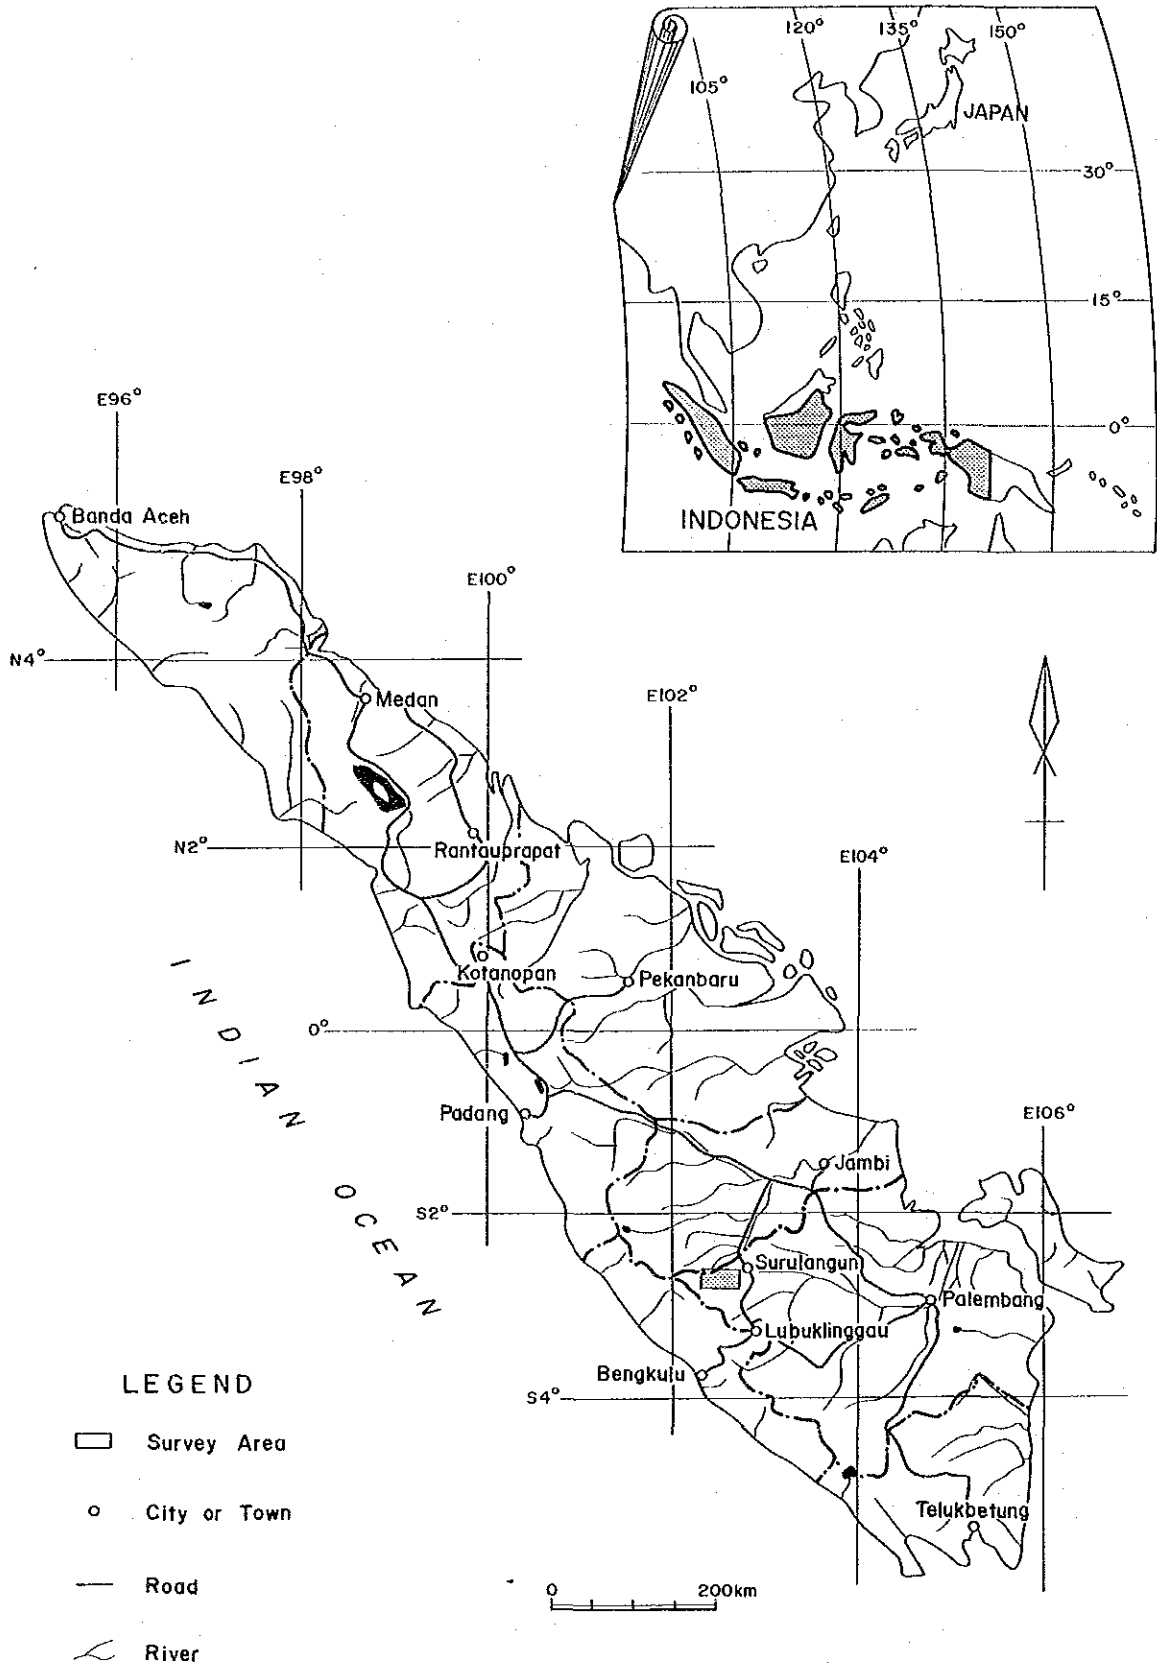 120°
135°
150°
105°
JAPAN
30°
15°
0°
INDONESIA
E96°
E98°
Banda Aceh
E100°
N4°
Medan
E102°
N2°
Rantauprapat
E104°
Kotanopan
Pekanbaru
0°
INDIAN OCEAN
Padang
E106°
Jambi
S2°
Surulangun
Palembang
Lubuklinggau
Bengkulu
S4°
Telukbetung
LEGEND
Survey Area
City or Town
Road
River
0 200km